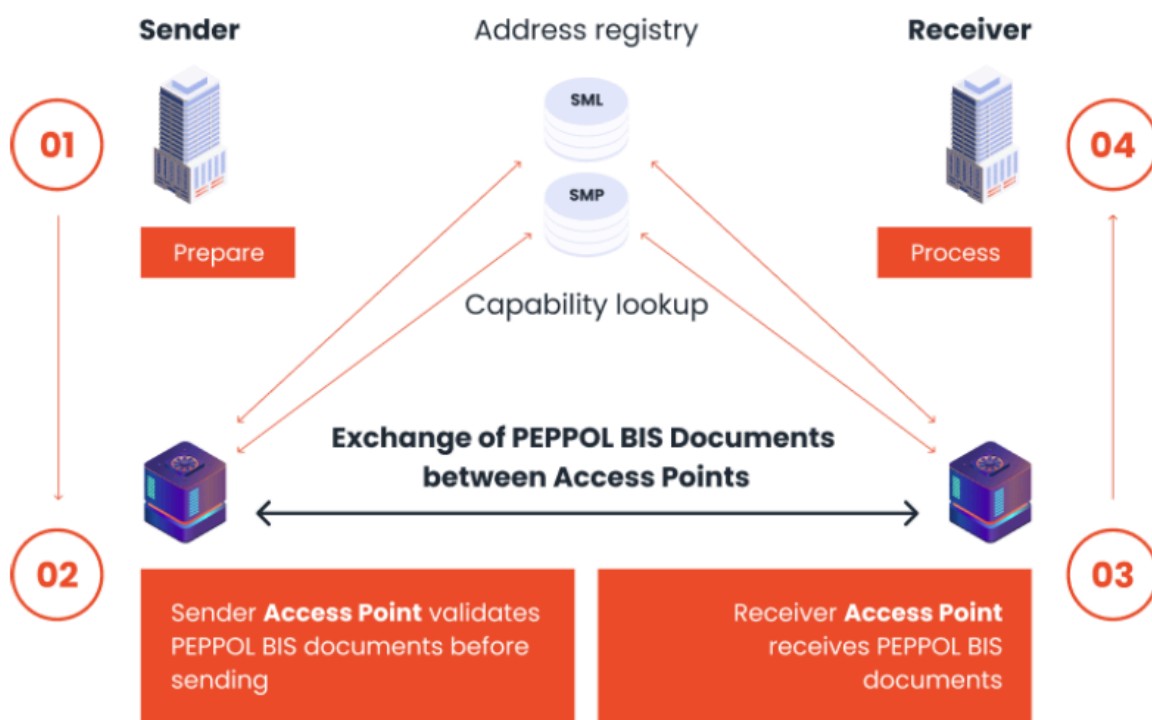 Sender
Address registry
Receiver
01
SML
04
SMP
Prepare
Process
Capability lookup
Exchange of PEPPOL BIS Documents
between Access Points
02
03
Sender Access Point validates
PEPPOL BIS documents before
sending
Receiver Access Point
receives PEPPOL BIS
documents